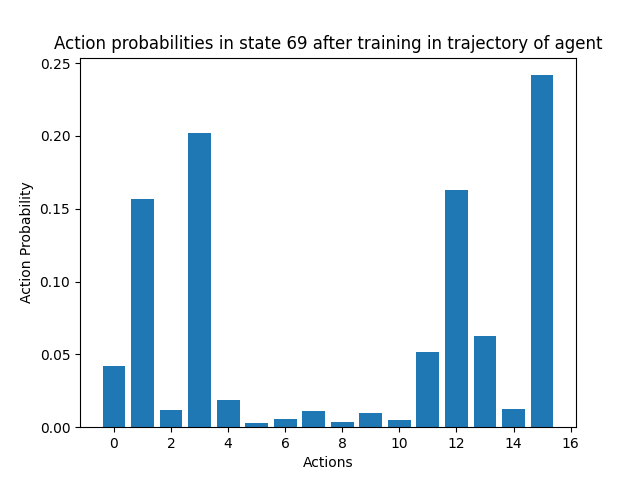 Action probabilities in state 69 after training in trajectory of agent
0.25
0.20
0.15
0.10
0.05
0.00
Action Probability
0 2 4 6 8 10 12 14 16
Actions